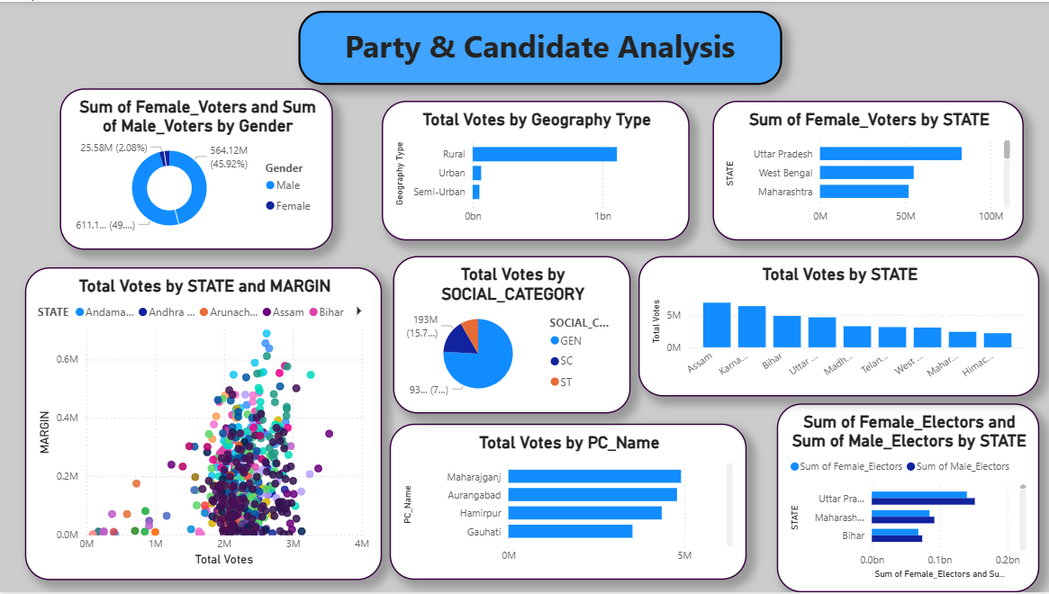 Party & Candidate Analysis
Sum of Female_Voters and Sum
of Male_Voters by Gender
25.58M (2.08%)
564.12M
(45.92%)
611.1... (49....)
Gender
Male
Female
Total Votes by Geography Type
Geography Type
Rural
Urban
Semi-Urban
0bn
1bn
Sum of Female_Voters by STATE
STATE
Uttar Pradesh
West Bengal
Maharashtra
0M
50M
100M
Total Votes by STATE and MARGIN
STATE
Andama...
Andhra ...
Arunach...
Assam
Bihar
MARGIN
0.6M
0.4M
0.2M
0.0M
0M
1M
2M
3M
4M
Total Votes
Total Votes by
SOCIAL_CATEGORY
193M
(15.7...)
93... (7...)
SOCIAL_C...
GEN
SC
ST
Total Votes by STATE
Total Votes
5M
0M
Assam
Karna...
Bihar
Uttar ...
Madh...
Telan...
West ...
Mahar...
Himac...
Total Votes by PC_Name
PC_Name
Maharajganj
Aurangabad
Hamirpur
Gauhati
0M
5M
Sum of Female_Electors and
Sum of Male_Electors by STATE
Sum of Female_Electors
Sum of Male_Electors
STATE
Uttar Pra...
Maharash...
Bihar
0.0bn
0.1bn
0.2bn
Sum of Female_Electors and Su...